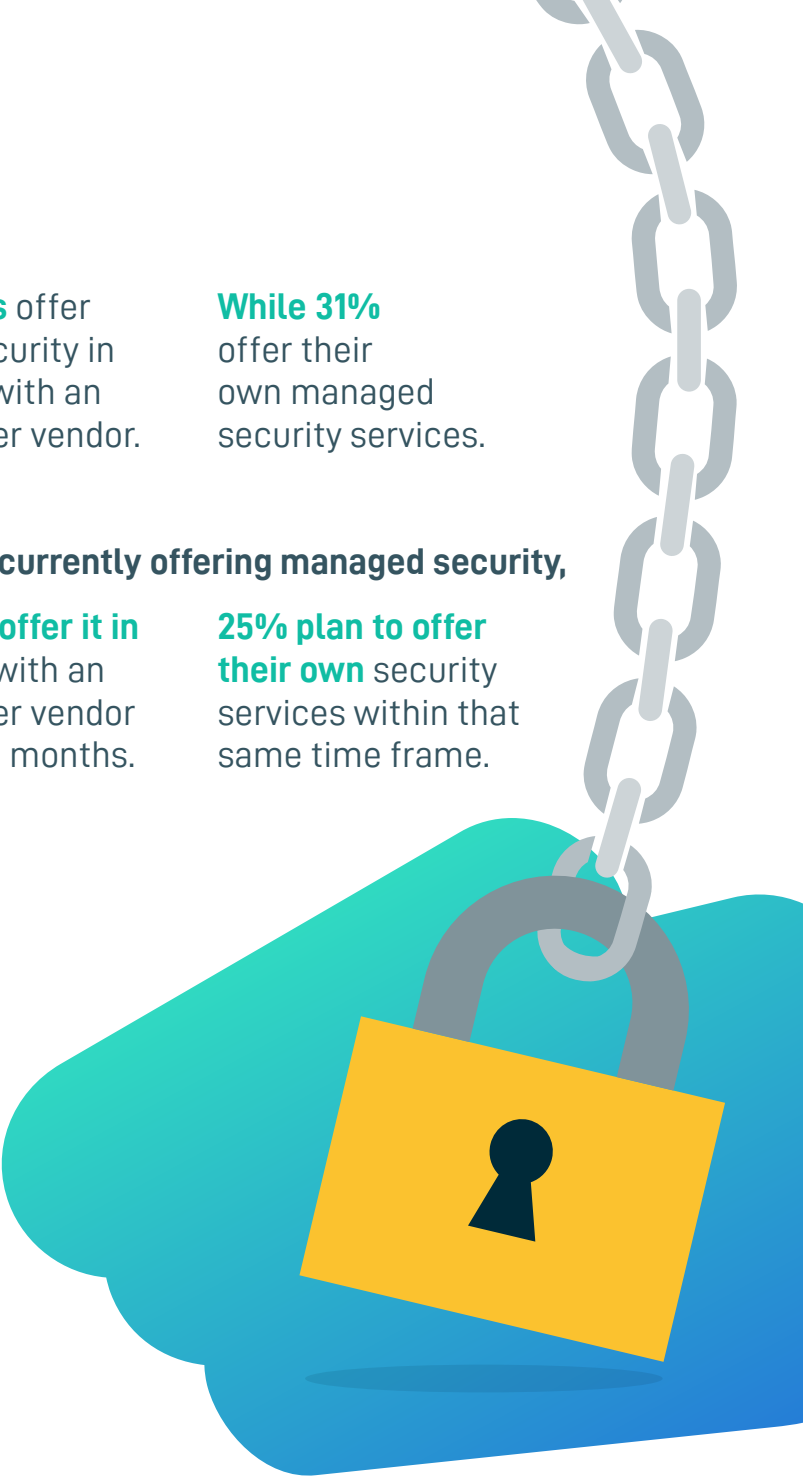 s offer
curity in
with an
er vendor.
While 31%
offer their
own managed
security services.
currently offering managed security,
offer it in
with an
er vendor
months.
25% plan to offer
their own security
services within that
same time frame.